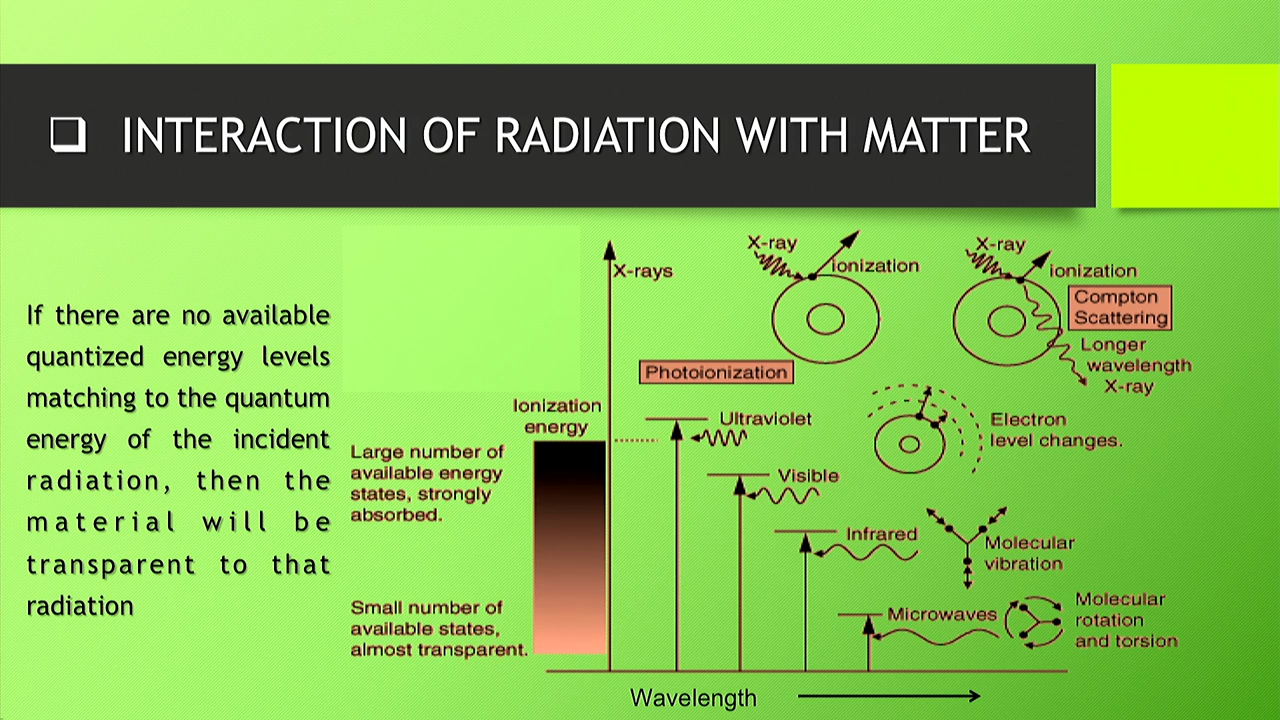 ❑ INTERACTION OF RADIATION WITH MATTER
If there are no available
quantized energy levels
matching to the quantum
energy of the incident
radiation, then the
material will be
transparent to that
radiation
X-rays
X-ray
ionization
X-ray
ionization
Compton
Scattering
Longer
wavelength
X-ray
Photoionization
Ionization
energy
Large number of
available energy
states, strongly
absorbed.
Small number of
available states,
almost transparent.
Ultraviolet
Electron
level changes.
Visible
Infrared
Molecular
vibration
Microwaves
Molecular
rotation
and torsion
Wavelength